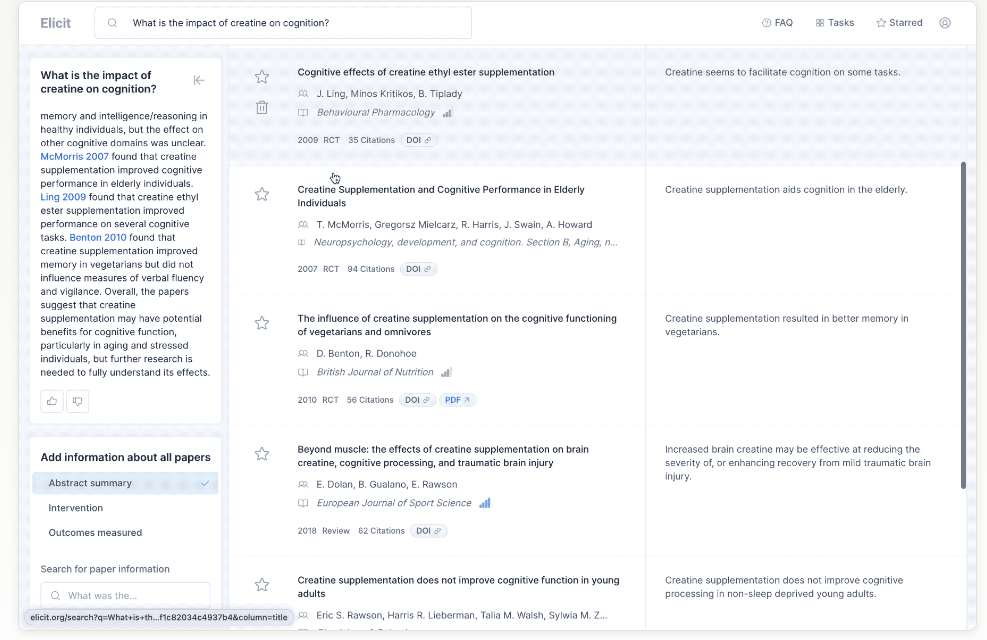 Elicit
What is the impact of creatine on cognition?
FAQ
Tasks
Starred
What is the impact of
creatine on cognition?
memory and intelligence/reasoning in
healthy individuals, but the effect on
other cognitive domains was unclear.
McMorris 2007 found that creatine
supplementation improved cognitive
performance in elderly individuals.
Ling 2009 found that creatine ethyl
ester supplementation improved
performance on several cognitive
tasks. Benton 2010 found that
creatine supplementation improved
memory in vegetarians but did not
influence measures of verbal fluency
and vigilance. Overall, the papers
suggest that creatine
supplementation may have potential
benefits for cognitive function,
particularly in aging and stressed
individuals, but further research is
needed to fully understand its effects.
Add information about all papers
Abstract summary
Intervention
Outcomes measured
Search for paper information
What was the...
elicit.org/search?q=What+is+th...f1c82034c4937b4&column=title
Cognitive effects of creatine ethyl ester supplementation
J. Ling, Minos Kritikos, B. Tiplady
Behavioural Pharmacology
2009 RCT 35 Citations DOI
Creatine seems to facilitate cognition on some tasks.
Creatine Supplementation and Cognitive Performance in Elderly
Individuals
T. McMorris, Gregorsz Mielcarz, R. Harris, J. Swain, A. Howard
Neuropsychology, development, and cognition. Section B, Aging, n...
2007 RCT 94 Citations DOI
Creatine supplementation aids cognition in the elderly.
The influence of creatine supplementation on the cognitive functioning
of vegetarians and omnivores
D. Benton, R. Donohoe
British Journal of Nutrition
2010 RCT 56 Citations DOI PDF
Creatine supplementation resulted in better memory in
vegetarians.
Beyond muscle: the effects of creatine supplementation on brain
creatine, cognitive processing, and traumatic brain injury
E. Dolan, B. Gualano, E. Rawson
European Journal of Sport Science
2018 Review 62 Citations DOI
Increased brain creatine may be effective at reducing the
severity of, or enhancing recovery from mild traumatic brain
injury.
Creatine supplementation does not improve cognitive function in young
adults
Eric S. Rawson, Harris R. Lieberman, Talia M. Walsh, Sylwia M. Z...
Creatine supplementation does not improve cognitive
processing in non-sleep deprived young adults.